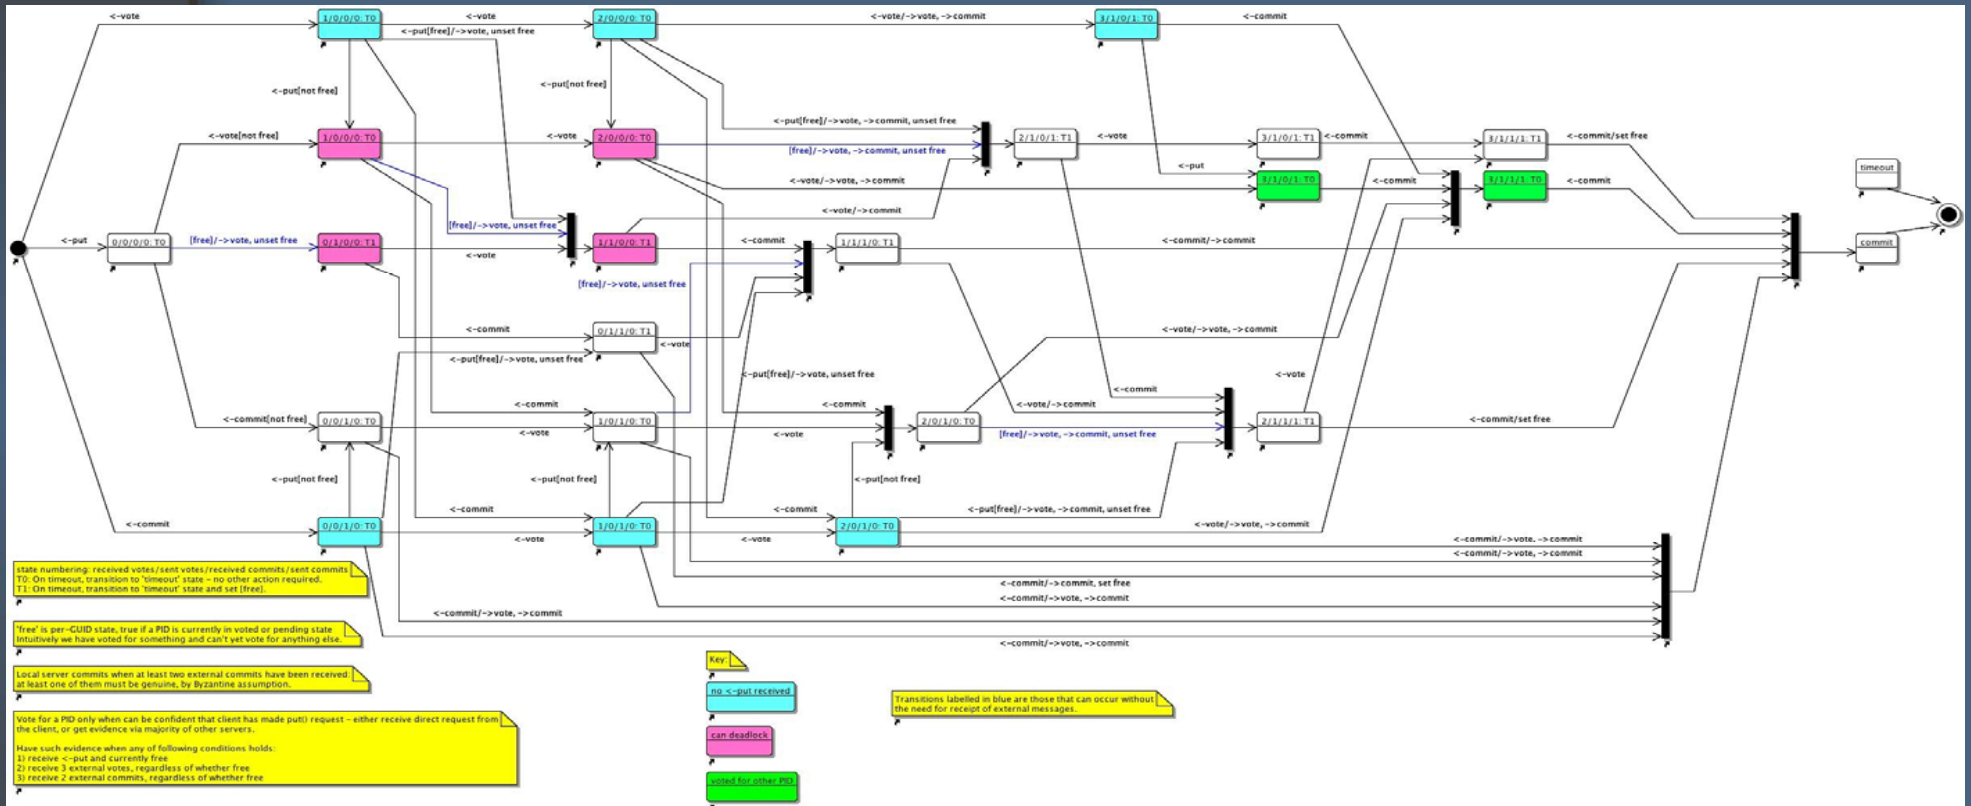 <-vote
1/0/0/0: T0
<-vote
2/0/0/0: T0
<-vote/->vote, ->commit
3/1/0/1: T0
<-commit
<-put[free]/->vote, unset free
<-put[not free]
<-put[not free]
<-put[free]/->vote, ->commit, unset free
<-vote[not free]
1/0/0/0: T0
<-vote
2/0/0/0: T0
[free]/->vote, ->commit, unset free
2/1/0/1: T1
<-vote
3/1/0/1: T1
<-commit
3/1/1/1: T1
<-commit/set free
<-put
timeout
<-vote/->vote, ->commit
3/1/0/1: T0
<-commit
3/1/1/1: T0
<-commit
<-vote/->commit
[free]/->vote, unset free
<-put
0/0/0/0: T0
[free]/->vote, unset free
0/1/0/0: T1
<-vote
1/1/0/0: T1
<-commit
1/1/1/0: T1
<-commit/->commit
commit
[free]/->vote, unset free
<-commit
0/1/1/0: T1
<-vote
<-vote/->vote, ->commit
<-put[free]/->vote, unset free
<-put[free]/->vote, unset free
<-vote
<-commit
<-commit
<-commit
<-vote/->commit
<-commit[not free]
0/0/1/0: T0
<-vote
1/0/1/0: T0
<-vote
2/0/1/0: T0
[free]/->vote, ->commit, unset free
2/1/1/1: T1
<-commit/set free
<-put[not free]
<-put[not free]
<-put[not free]
<-commit
<-commit
<-commit
<-put[free]/->vote, ->commit, unset free
0/0/1/0: T0
<-vote
1/0/1/0: T0
<-vote
2/0/1/0: T0
<-vote/->vote, ->commit
<-commit/->vote, ->commit
<-commit/->vote, ->commit
<-commit/->commit, set free
<-commit/->vote, ->commit
<-commit/->vote, ->commit
<-commit/->vote, ->commit
state numbering: received votes/sent votes/received commits/sent commits
T0: On timeout, transition to 'timeout' state - no other action required.
T1: On timeout, transition to 'timeout' state and set [free].
'free' is per-GUID state, true if a PID is currently in voted or pending state
Intuitively we have voted for something and can't yet vote for anything else.
Local server commits when at least two external commits have been received:
at least one of them must be genuine, by Byzantine assumption.
Vote for a PID only when can be confident that client has made put() request - either receive direct request from
the client, or get evidence via majority of other servers.
Have such evidence when any of following conditions holds:
1) receive <-put and currently free
2) receive 3 external votes, regardless of whether free
3) receive 2 external commits, regardless of whether free
Key:
no <-put received
can deadlock
voted for other PID
Transitions labelled in blue are those that can occur without
the need for receipt of external messages.